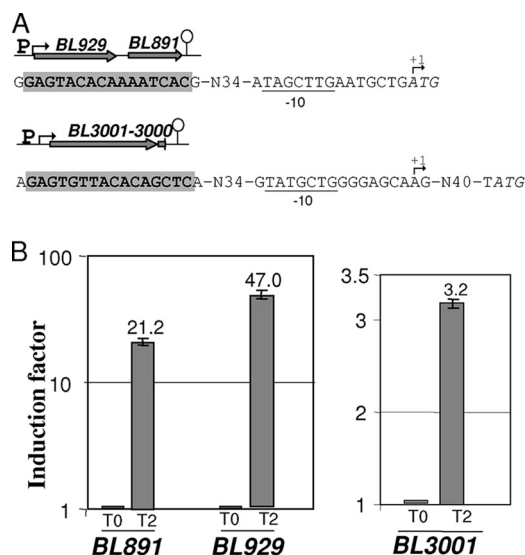 A
P BL929 BL891
GGAGTACACAAAATCACG-N34-ATAGCTTGAATGCTGATG
+1
-10
P BL3001-3000
AGAGTGTTACACAGCTCA-N34-GTATGCTGGGGAGCAAG-N40-TATG
+1
-10
B
Induction factor
100
10
1
21.2
47.0
T0 T2 T0 T2
BL891 BL929
3.5
3
2
1
3.2
T0 T2
BL3001